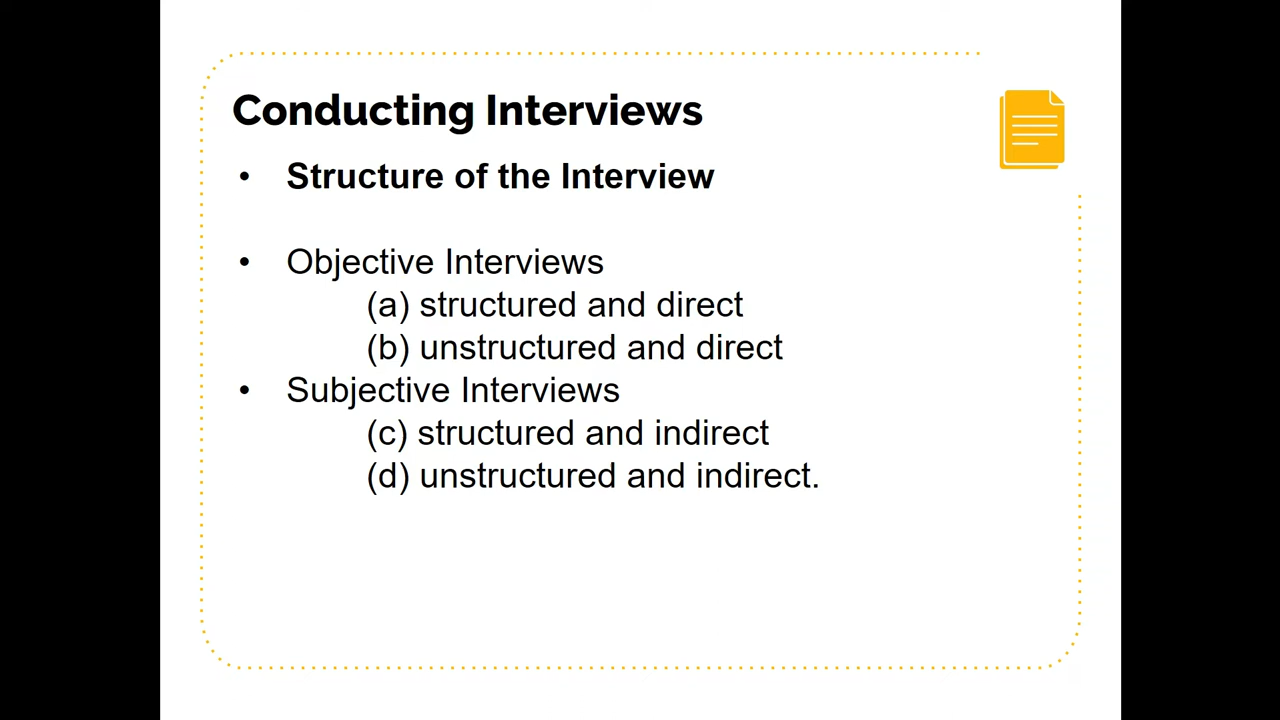 Conducting Interviews
• Structure of the Interview
• Objective Interviews
(a) structured and direct
(b) unstructured and direct
• Subjective Interviews
(c) structured and indirect
(d) unstructured and indirect.